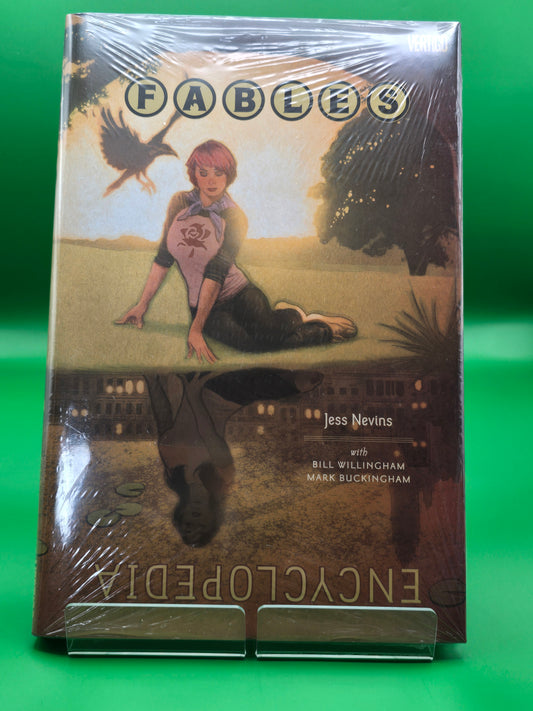 VERTIGO
FABLES
Jess Nevins
with
BILL WILLINGHAM
MARK BUCKINGHAM
ENCYCLOPEDIA